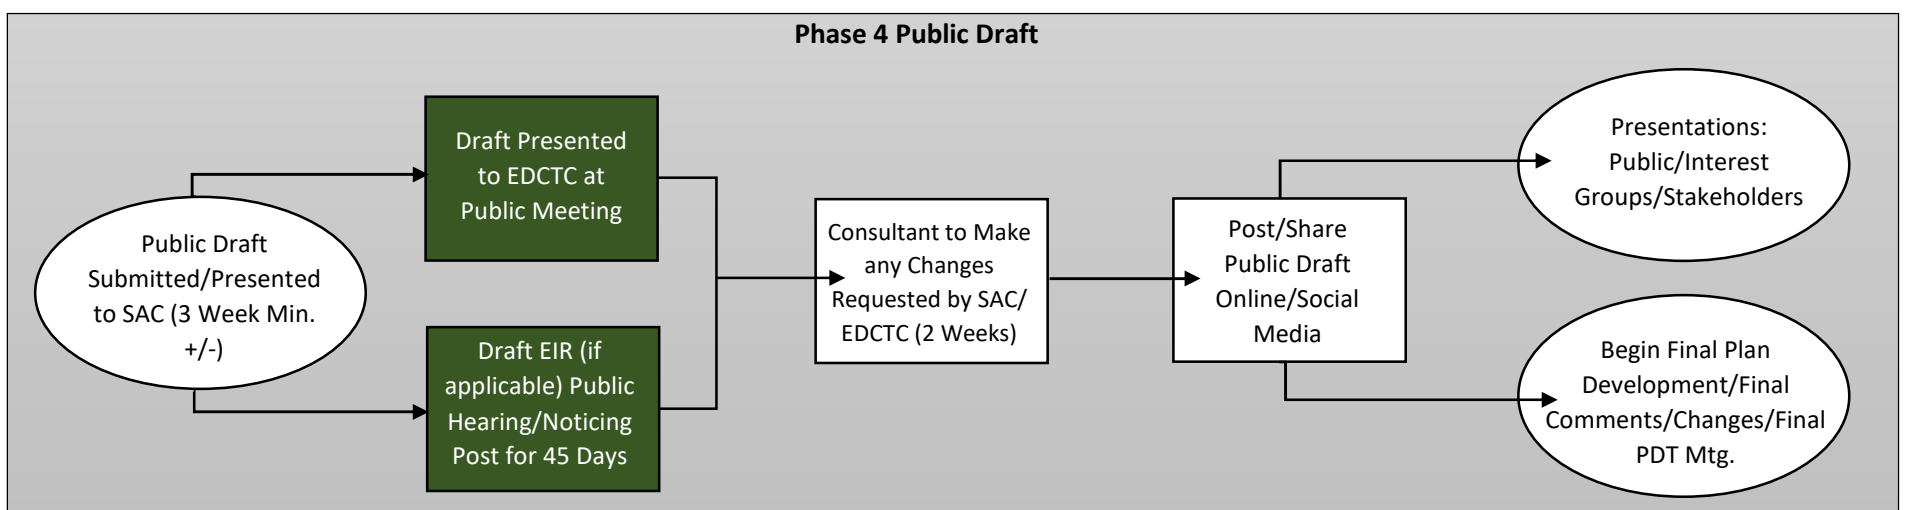 Phase 4 Public Draft
Public Draft
Submitted/Presented
to SAC (3 Week Min.
+/-)
Draft Presented
to EDCTC at
Public Meeting
Draft EIR (if
applicable) Public
Hearing/Noticing
Post for 45 Days
Consultant to Make
any Changes
Requested by SAC/
EDCTC (2 Weeks)
Post/Share
Public Draft
Online/Social
Media
Presentations:
Public/Interest
Groups/Stakeholders
Begin Final Plan
Development/Final
Comments/Changes/Final
PDT Mtg.